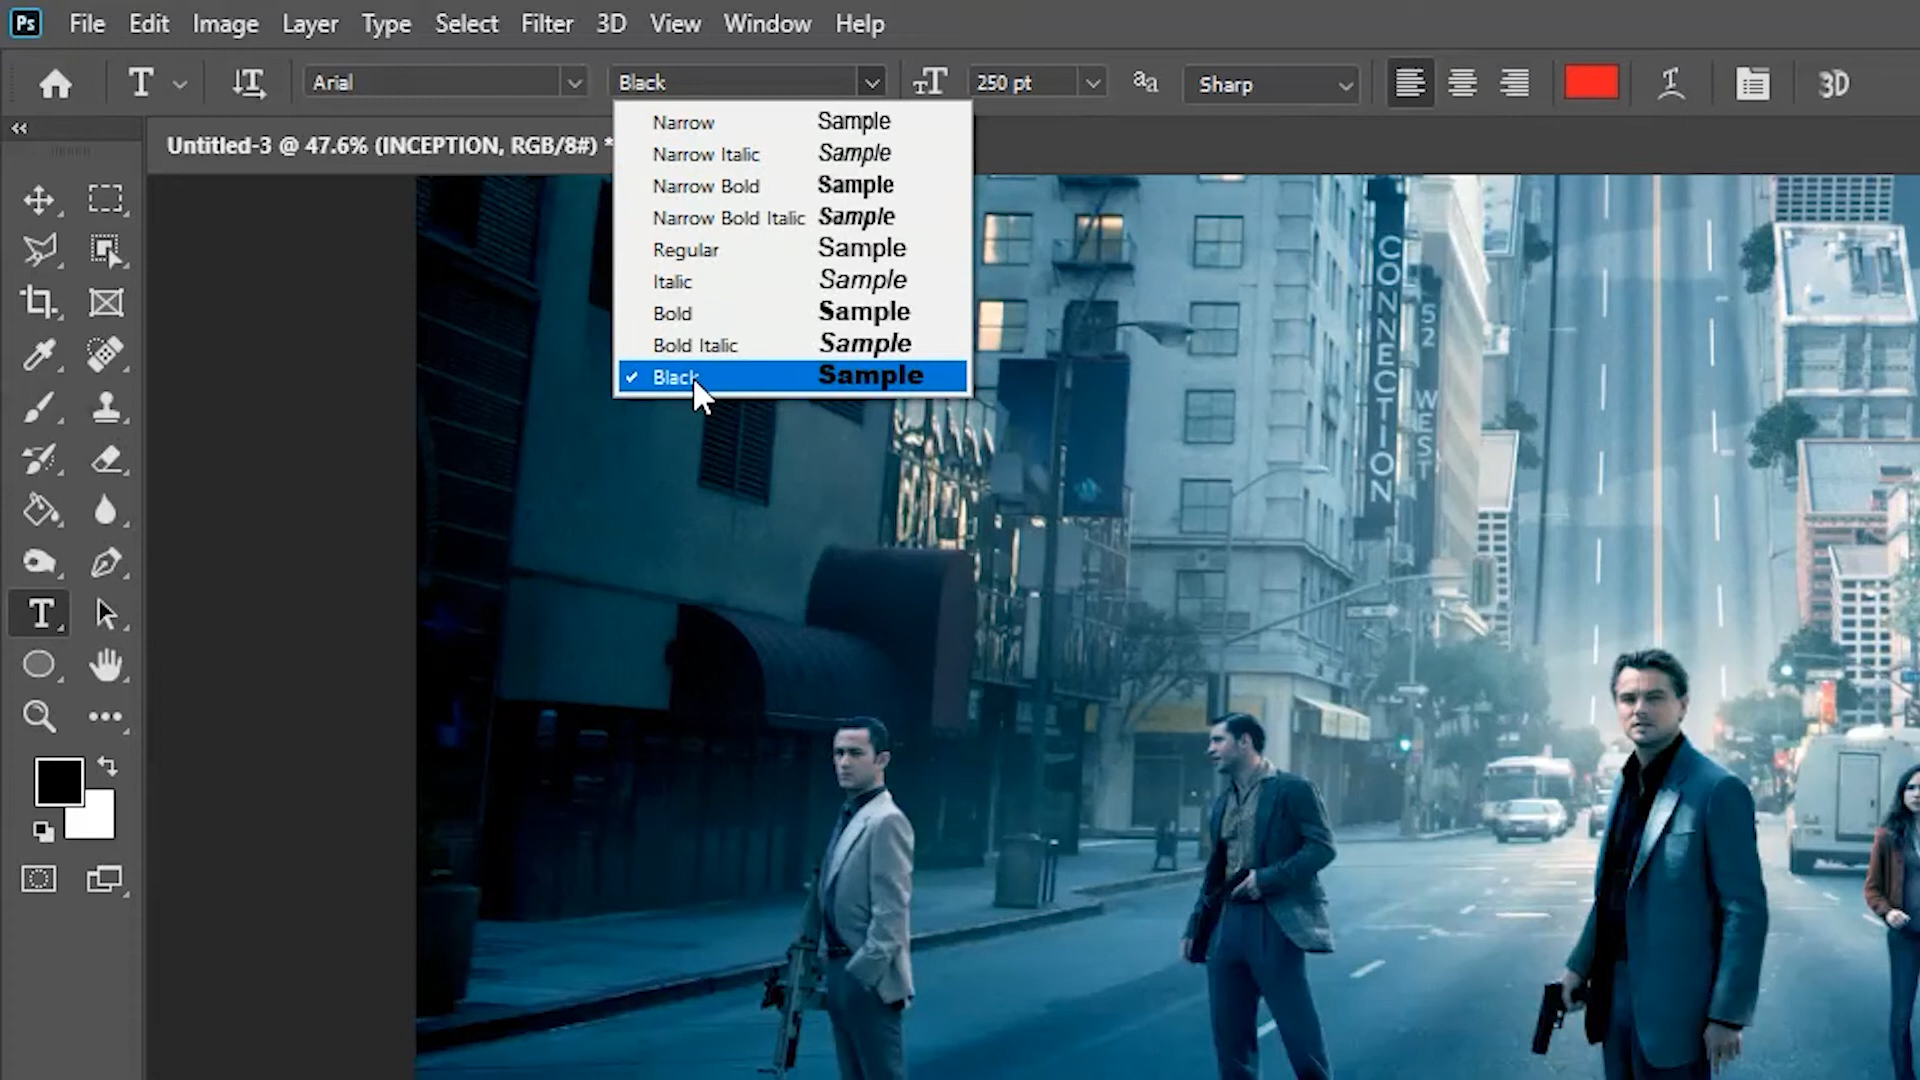 Ps File Edit Image Layer Type Select Filter 3D View Window Help
T Arial Black 250 pt aa Sharp 3D
Untitled-3 @ 47.6% (INCEPTION, RGB/8#) *
Narrow Sample
Narrow Italic Sample
Narrow Bold Sample
Narrow Bold Italic Sample
Regular Sample
Italic Sample
Bold Sample
Bold Italic Sample
Black Sample
CONNECTION
52 WEST